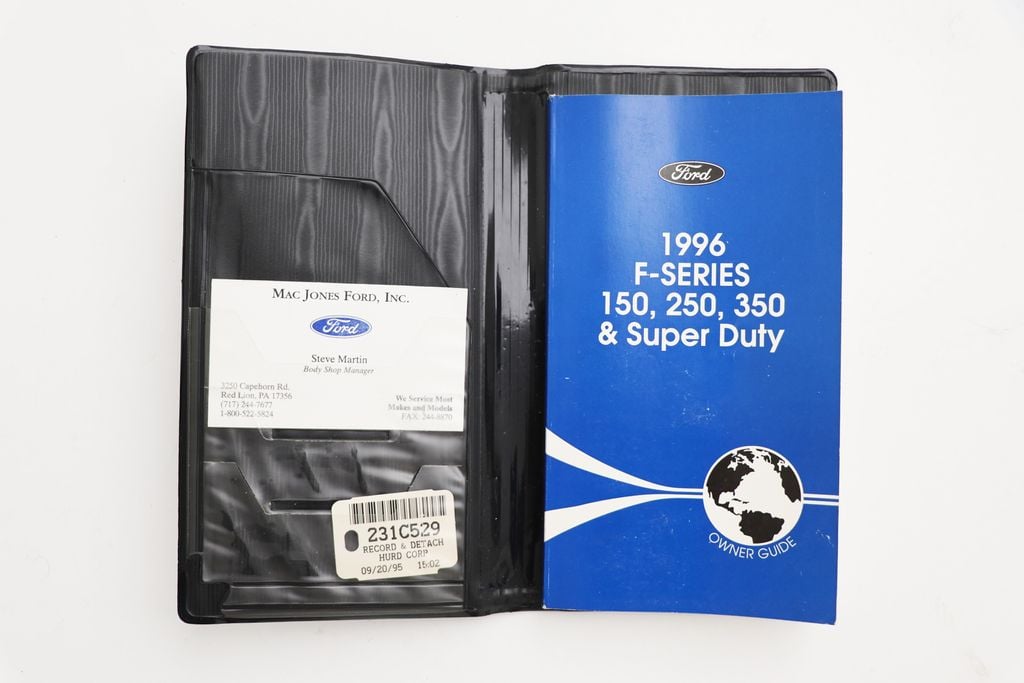 MAC JONES FORD, INC.
Ford
Steve Martin
Body Shop Manager
3250 Capehorn Rd.
Red Lion, PA 17356
(717) 244-7677
1-800-522-5824
We Service Most
Makes and Models
FAX: 244-8870
231C529
RECORD & DETACH
HURD CORP
09/20/95 15:02
Ford
1996
F-SERIES
150, 250, 350
& Super Duty
OWNER GUIDE